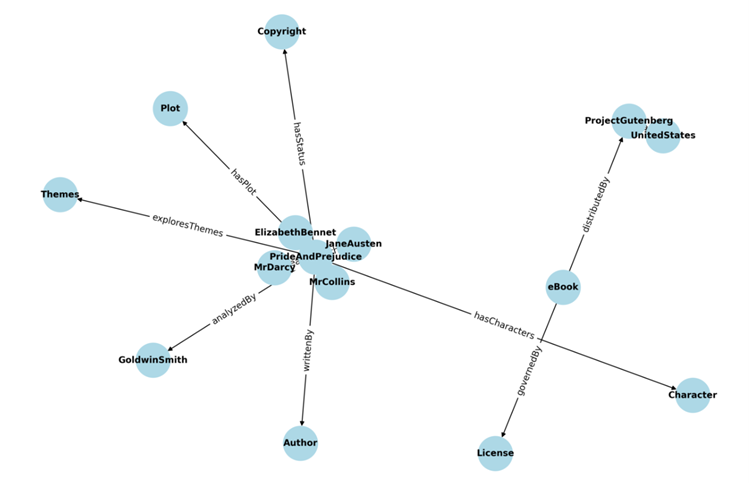 Copyright
hasStatus
Plot
hasPlot
ProjectGutenberg
UnitedStates
Themes
exploresThemes
distributedBy
ElizabethBennet
JaneAusten
PrideAndPrejudice
MrDarcy
MrCollins
eBook
analyzedBy
hasCharacters
writtenBy
governedBy
GoldwinSmith
Character
Author
License